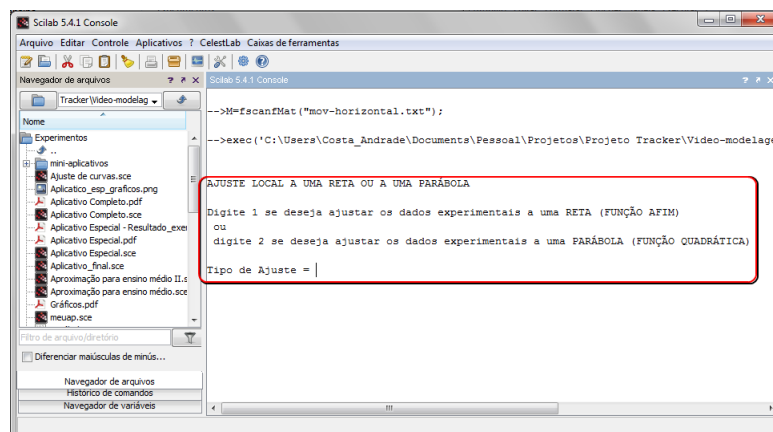 Scilab 5.4.1 Console
Arquivo Editar Controle Aplicativos ? CelestLab Caixas de ferramentas
Navegador de arquivos
Tracker\Video-modelag
Nome
Experimentos
..
mini-aplicativos
Ajuste de curvas.sce
Aplicatico_esp_graficos.png
Aplicativo Completo.pdf
Aplicativo Completo.sce
Aplicativo Especial - Resultado_exer
Aplicativo Especial.pdf
Aplicativo Especial.sce
Aplicativo_final.sce
Aproximação para ensino médio II.s
Aproximação para ensino médio.sce
Gráficos.pdf
meuap.sce
Filtro de arquivo/diretório
Diferenciar maiúsculas de minús...
Navegador de arquivos
Histórico de comandos
Navegador de variáveis
Scilab 5.4.1 Console
-->M=fscanfMat("mov-horizontal.txt");
-->exec('C:\Users\Costa_Andrade\Documents\Pessoal\Projetos\Projeto Tracker\Video-modelage
AJUSTE LOCAL A UMA RETA OU A UMA PARÁBOLA
Digite 1 se deseja ajustar os dados experimentais a uma RETA (FUNÇÃO AFIM)
ou
digite 2 se deseja ajustar os dados experimentais a uma PARÁBOLA (FUNÇÃO QUADRÁTICA)
Tipo de Ajuste =